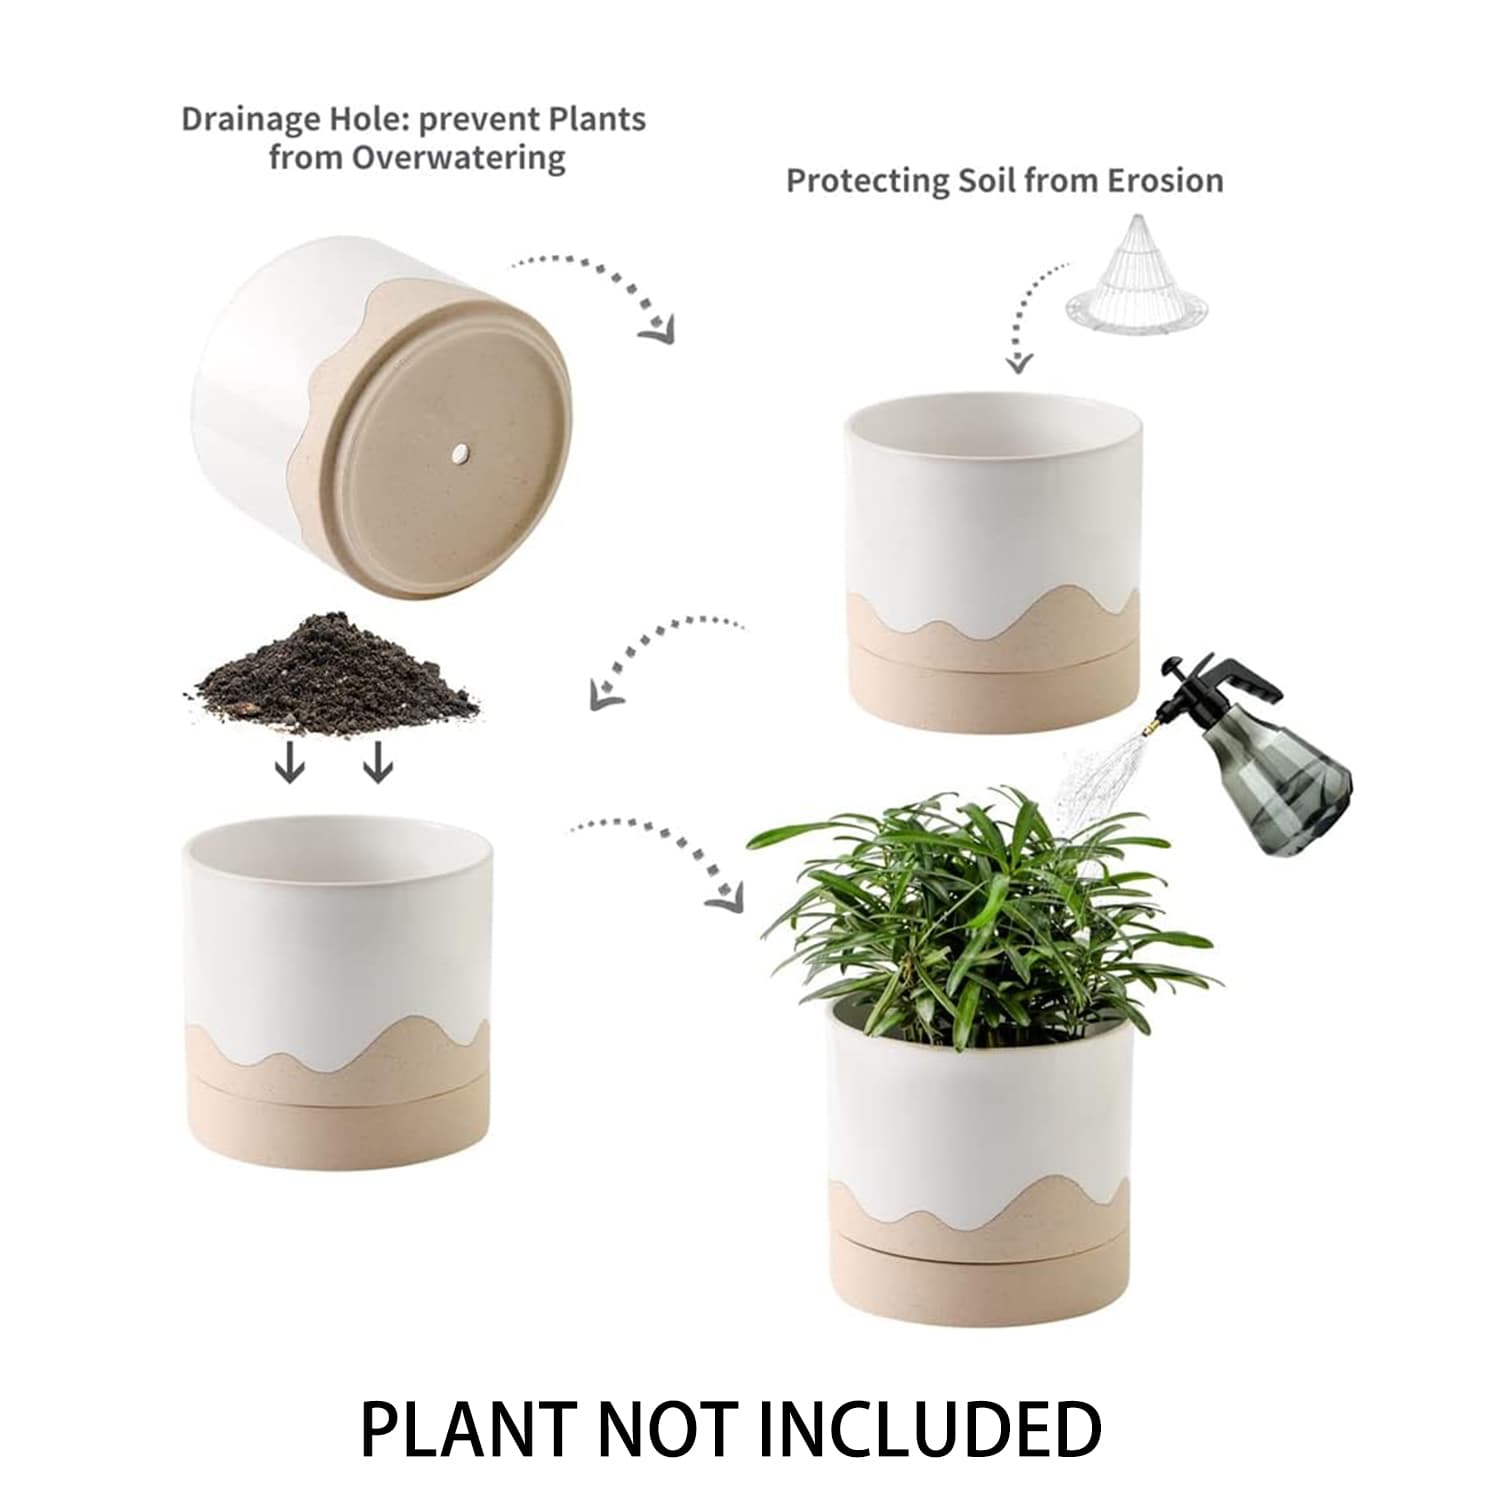 Drainage Hole: prevent Plants
from Overwatering
Protecting Soil from Erosion
PLANT NOT INCLUDED